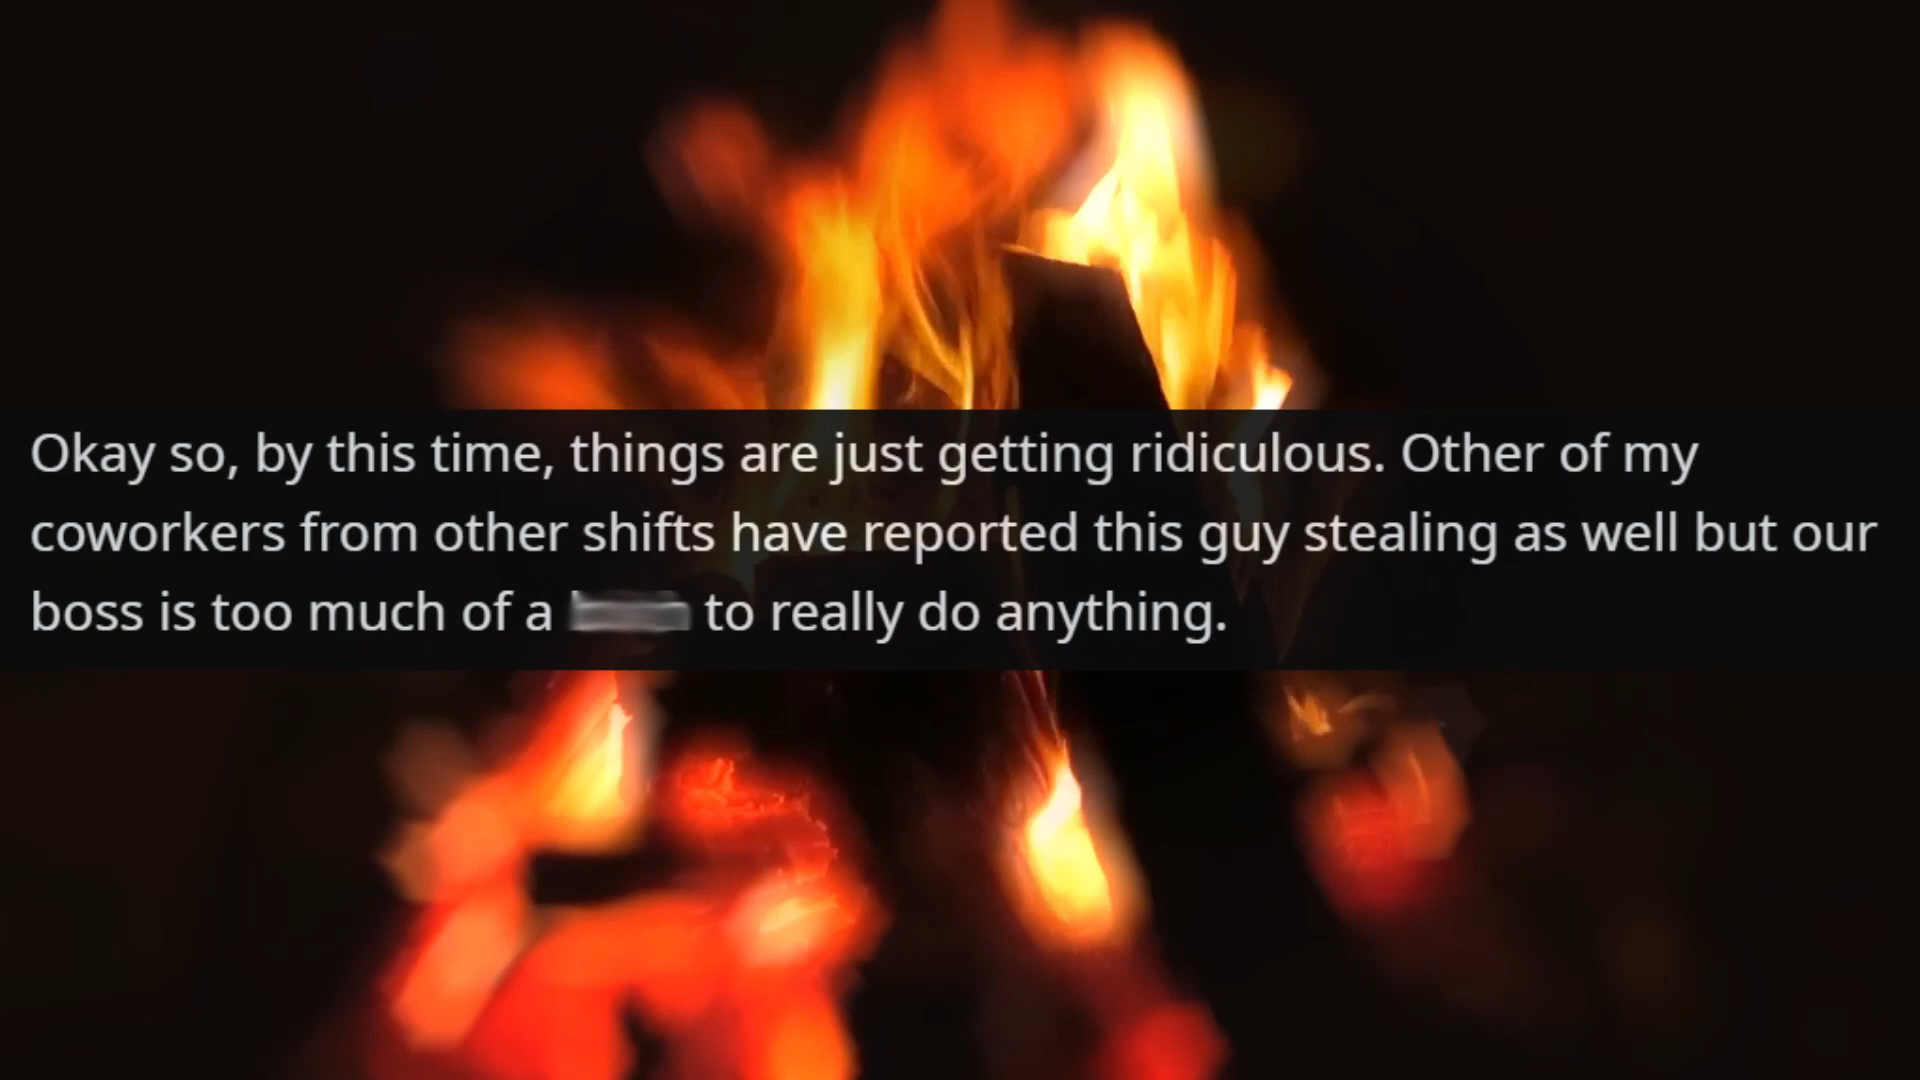 Okay so, by this time, things are just getting ridiculous. Other of my
coworkers from other shifts have reported this guy stealing as well but our
boss is too much of a to really do anything.